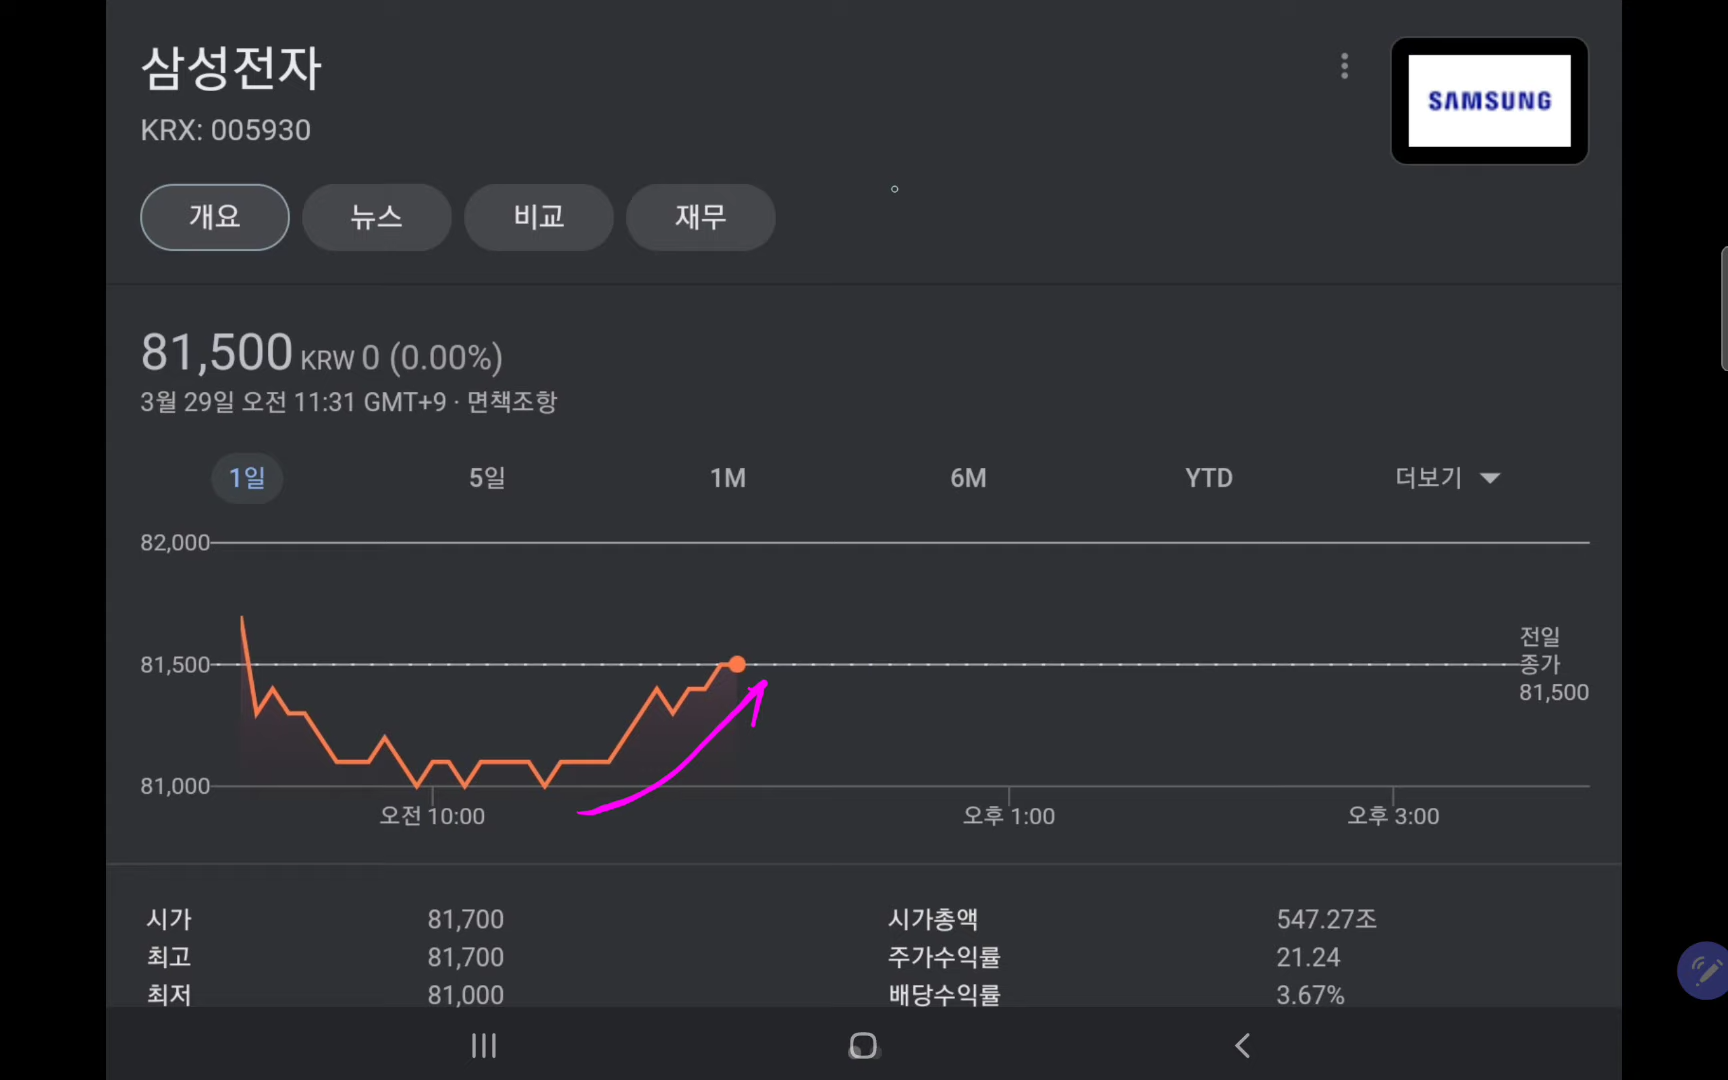 삼성전자
SAMSUNG
KRX: 005930
개요 뉴스 비교 재무
81,500 KRW 0 (0.00%)
3월 29일 오전 11:31 GMT+9 · 면책조항
1일 5일 1M 6M YTD 더보기
82,000
81,500
전일
종가
81,500
81,000
오전 10:00 오후 1:00 오후 3:00
시가 81,700 시가총액 547.27조
최고 81,700 주가수익률 21.24
최저 81,000 배당수익률 3.67%